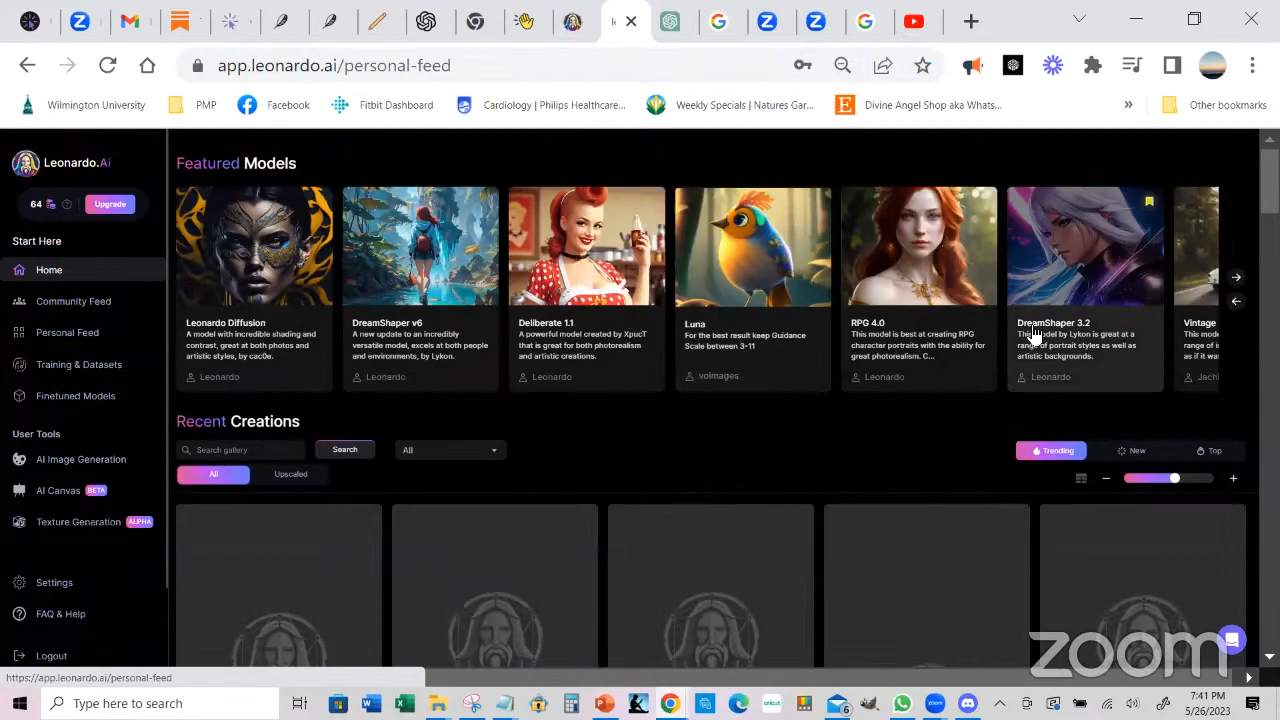 app.leonardo.ai/personal-feed
Wilmington University
PMP
Facebook
Fitbit Dashboard
Cardiology | Philips Healthcare...
Weekly Specials | Natures Gar...
Divine Angel Shop aka Whats...
»
Other bookmarks
Leonardo.Ai
64
Upgrade
Start Here
Home
Community Feed
Personal Feed
Training & Datasets
Finetuned Models
User Tools
AI Image Generation
AI Canvas BETA
Texture Generation ALPHA
Settings
FAQ & Help
Logout
Featured Models
Leonardo Diffusion
A model with incredible shading and
contrast, great at both photos and
artistic styles, by cac0e.
Leonardo
DreamShaper v6
A new update to an incredibly
versatile model, excels at both people
and environments, by Lykon.
Leonardo
Deliberate 1.1
A powerful model created by XpucT
that is great for both photorealism
and artistic creations.
Leonardo
Luna
For the best result keep Guidance
Scale between 3-11
voimages
RPG 4.0
This model is best at creating RPG
character portraits with the ability for
great photorealism. C...
Leonardo
DreamShaper 3.2
This model by Lykon is great at a
range of portrait styles as well as
artistic backgrounds.
Leonardo
Vintage
This mo
range of i
as if it wa
Jachi
Recent Creations
Search gallery
Search
All
Trending
New
Top
All
Upscaled
zoom
https://app.leonardo.ai/personal-feed
Type here to search
7:41 PM
5/26/2023